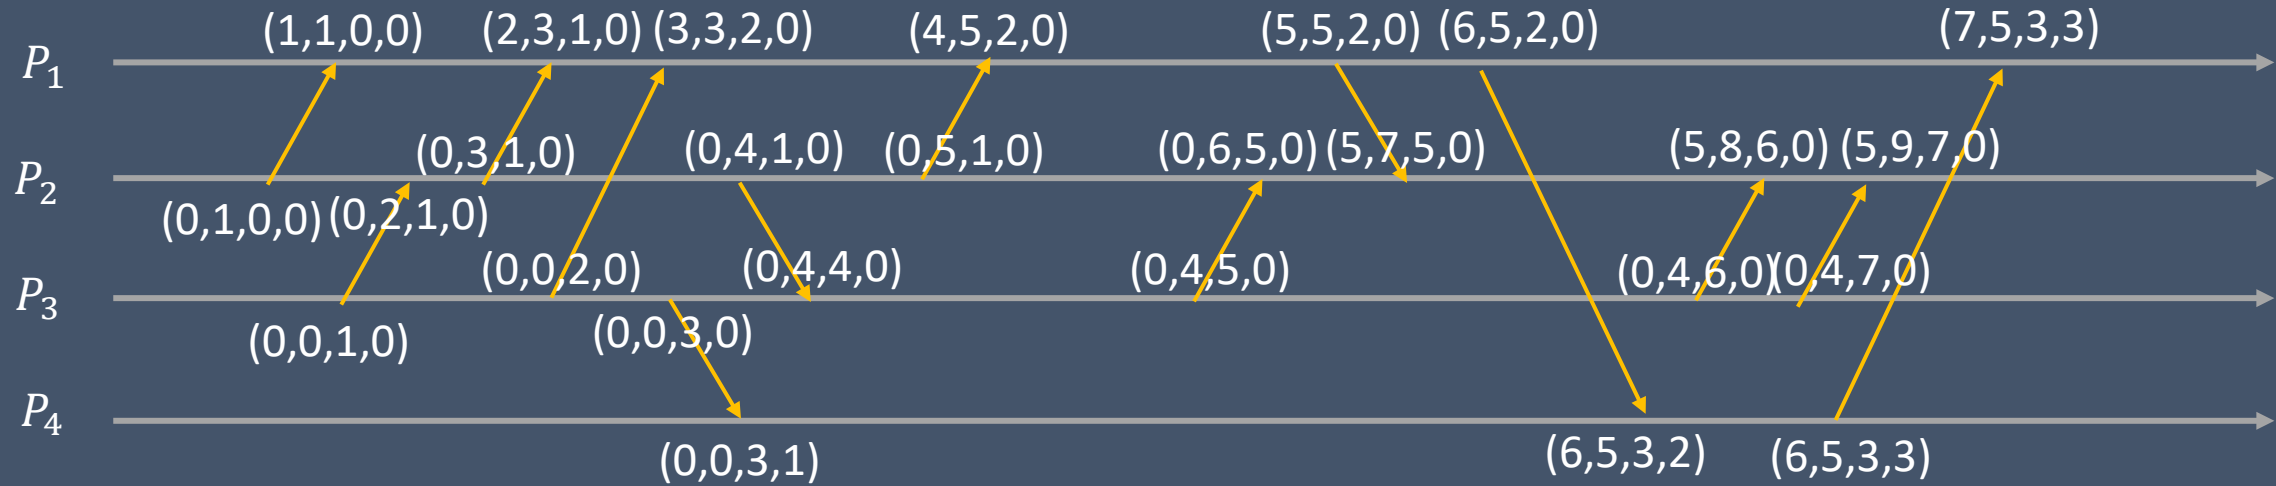 (1,1,0,0) (2,3,1,0) (3,3,2,0) (4,5,2,0) (5,5,2,0) (6,5,2,0) (7,5,3,3)
P₁
(0,3,1,0) (0,4,1,0) (0,5,1,0) (0,6,5,0) (5,7,5,0) (5,8,6,0) (5,9,7,0)
P₂
(0,1,0,0) (0,2,1,0)
(0,0,2,0) (0,4,4,0) (0,4,5,0) (0,4,6,0) (0,4,7,0)
P₃
(0,0,1,0) (0,0,3,0)
P₄
(0,0,3,1) (6,5,3,2) (6,5,3,3)